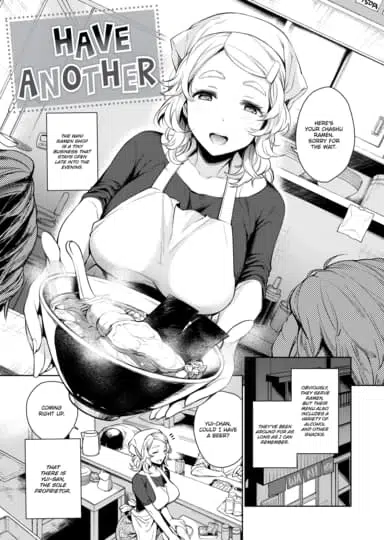 HAVE
ANOTHER
HERE'S
YOUR CHASHU
RAMEN.
SORRY FOR
THE WAIT.
RAMEN SHOP
IS A TINY
BUSINESS THAT
STAYS OPEN
LATE INTO THE
EVENING.
OBVIOUSLY,
THEY SERVE
RAMEN,
BUT THEIR MENU
ALSO INCLUDES
A VARIETY OF
ALCOHOL
AND OTHER
SNACKS.
THEY'VE BEEN
AROUND FOR AS
LONG AS I CAN
REMEMBER.
YUI-CHAN,
COULD I HAVE
A BEER?
COMING
RIGHT UP.
THAT
THERE IS
YUI-SAN,
THE SOLE
PROPRIETOR.